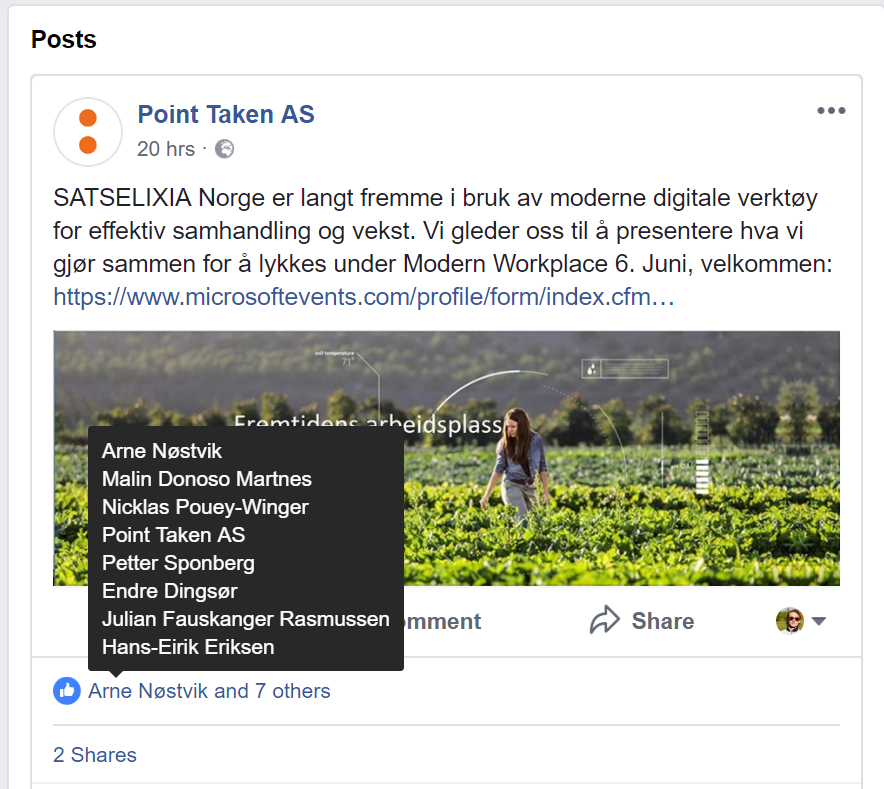 Posts
Point Taken AS
20 hrs ·
SATSELIXIA Norge er langt fremme i bruk av moderne digitale verktøy
for effektiv samhandling og vekst. Vi gleder oss til å presentere hva vi
gjør sammen for å lykkes under Modern Workplace 6. Juni, velkommen:
https://www.microsoftevents.com/profile/form/index.cfm…
soil temperature
71°
Fremtidens arbeidsplass
Arne Nøstvik
Malin Donoso Martnes
Nicklas Pouey-Winger
Point Taken AS
Petter Sponberg
Endre Dingsør
Julian Fauskanger Rasmussen
Hans-Eirik Eriksen
omment Share
Arne Nøstvik and 7 others
2 Shares